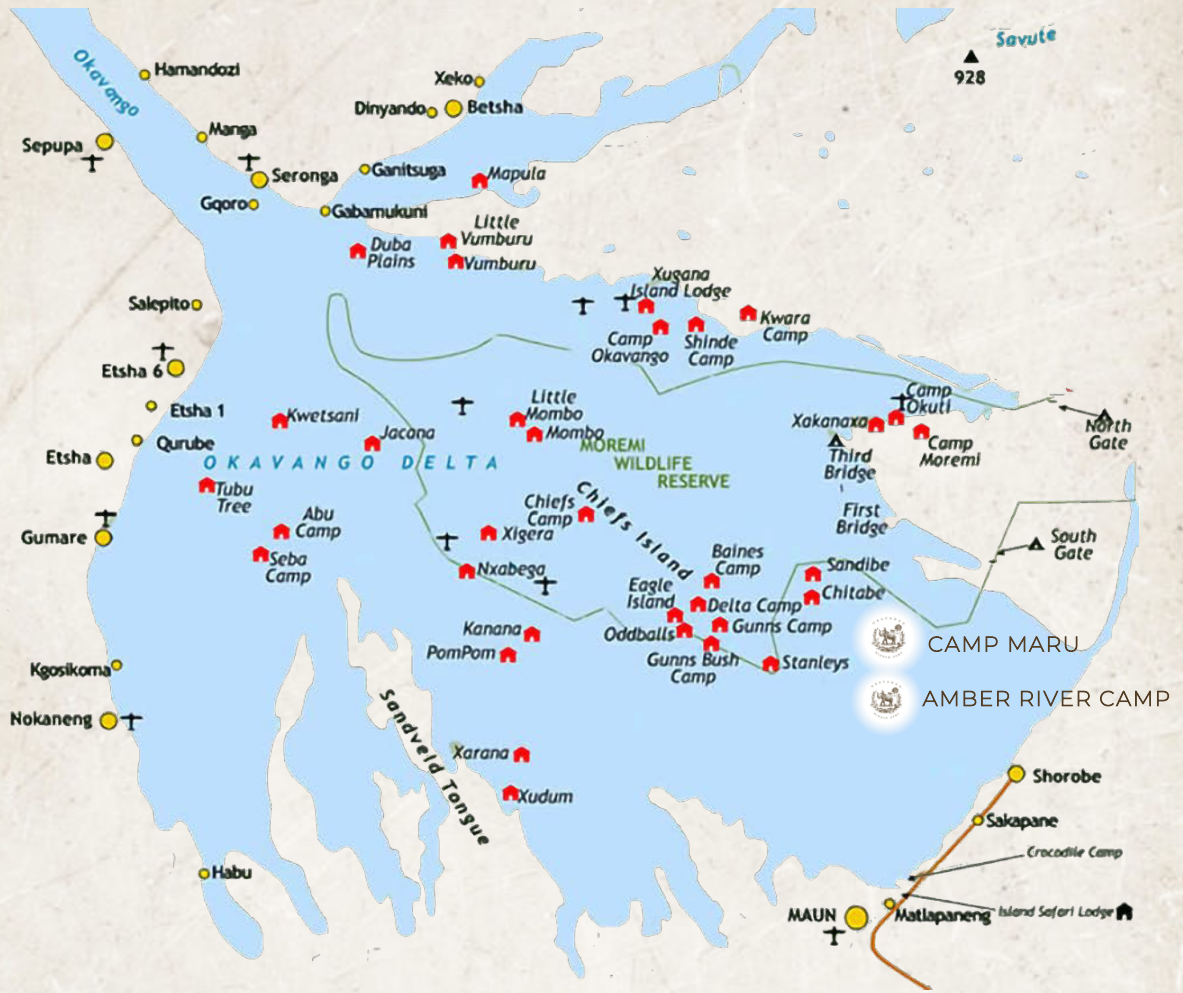 Okavango
Savute
928
Hamandozi
Xeko
Dinyando
Betsha
Manga
Sepupa
Seronga
Ganitsuga
Mapula
Gqoro
Gabamukuni
Little
Vumburu
Vumburu
Duba
Plains
Xugana
Island Lodge
Salepito
Camp
Okavango
Shinde
Camp
Kwara
Camp
Etsha 6
Etsha 1
Kwetsani
Little
Mombo
Mombo
Camp
Okuti
Xakanaxa
North
Gate
Qurube
Jacana
MOREMI
WILDLIFE
RESERVE
Camp
Moremi
Third
Bridge
Etsha
OKAVANGO DELTA
Tubu
Tree
Chiefs
Camp
Chiefs Island
First
Bridge
Gumare
Abu
Camp
Xigera
South
Gate
Seba
Camp
Nxabega
Baines
Camp
Sandibe
Eagle
Island
Delta Camp
Chitabe
Kanana
Oddballs
Gunns Camp
CAMP MARU
PomPom
Gunns Bush
Camp
Stanleys
Kgosikoma
AMBER RIVER CAMP
Nokaneng
Sandveld Tongue
Xarana
Xudum
Shorobe
Sakapane
Crocodile Camp
Habu
MAUN
Matlapaneng
Island Safari Lodge